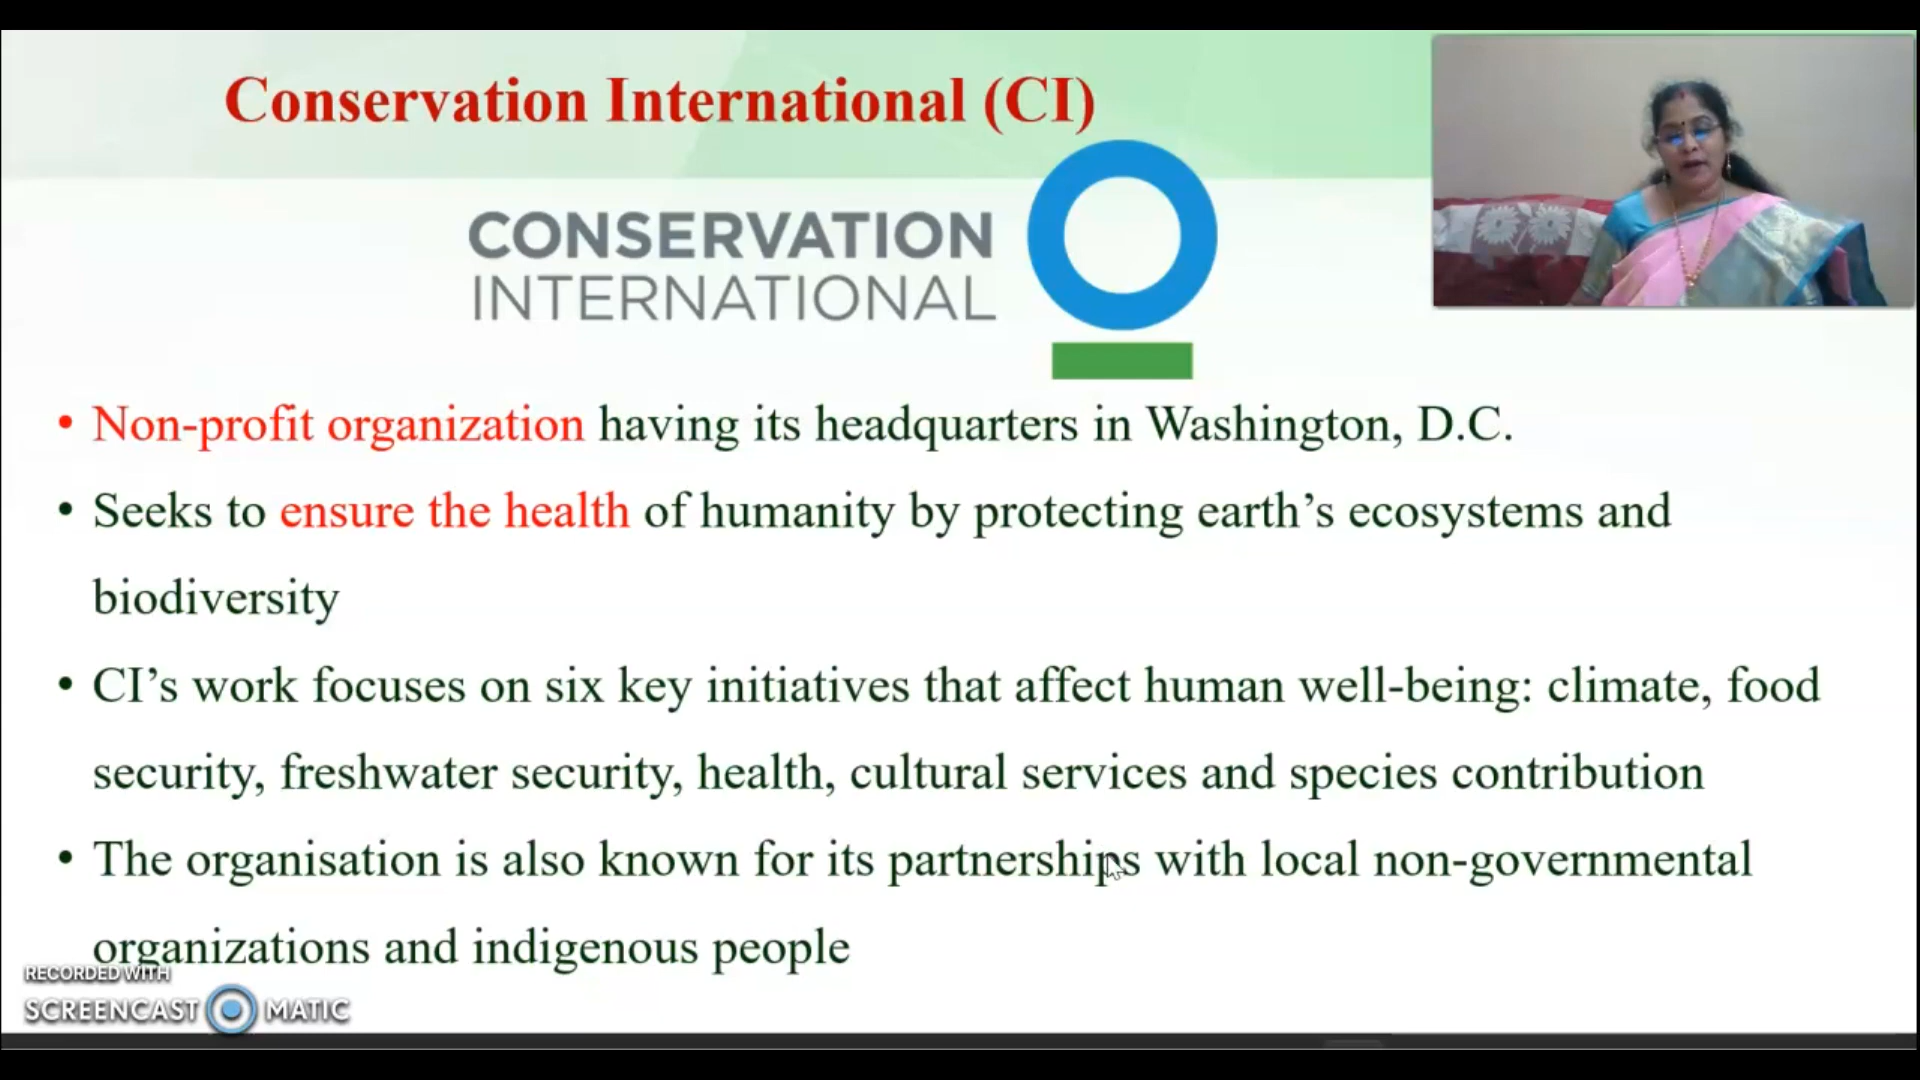 Conservation International (CI)
CONSERVATION
INTERNATIONAL
• Non-profit organization having its headquarters in Washington, D.C.
• Seeks to ensure the health of humanity by protecting earth’s ecosystems and
biodiversity
• CI’s work focuses on six key initiatives that affect human well-being: climate, food
security, freshwater security, health, cultural services and species contribution
• The organisation is also known for its partnerships with local non-governmental
organizations and indigenous people
RECORDED WITH
SCREENCAST MATIC